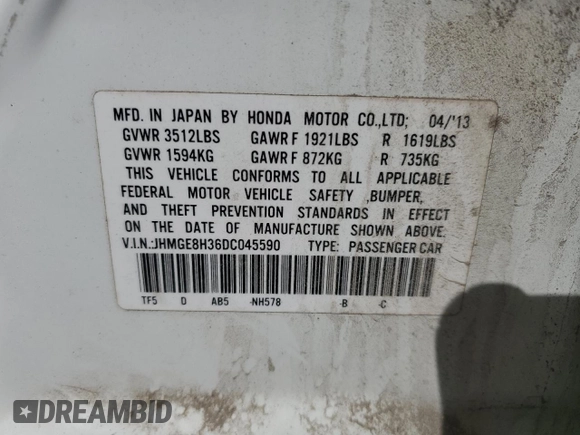 MFD. IN JAPAN BY HONDA MOTOR CO.,LTD; 04/'13
GVWR 3512LBS GAWR F 1921LBS R 1619LBS
GVWR 1594KG GAWR F 872KG R 735KG
THIS VEHICLE CONFORMS TO ALL APPLICABLE
FEDERAL MOTOR VEHICLE SAFETY ,BUMPER,
AND THEFT PREVENTION STANDARDS IN EFFECT
ON THE DATE OF MANUFACTURE SHOWN ABOVE.
V.I.N.:JHMGE8H36DC045590 TYPE: PASSENGER CAR
TF5 D AB5 -NH578 -B -C
DREAMBID